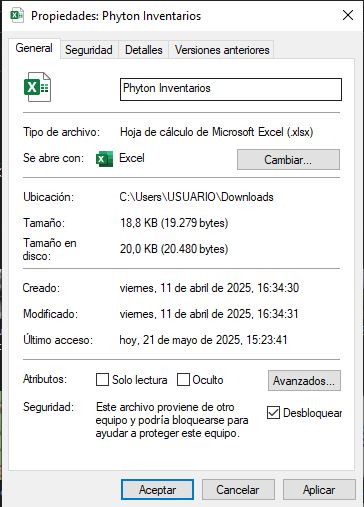 Propiedades: Phyton Inventarios
General Seguridad Detalles Versiones anteriores
Phyton Inventarios
Tipo de archivo: Hoja de cálculo de Microsoft Excel (.xlsx)
Se abre con: Excel Cambiar...
Ubicación: C:\Users\USUARIO\Downloads
Tamaño: 18,8 KB (19.279 bytes)
Tamaño en
disco: 20,0 KB (20.480 bytes)
Creado: viernes, 11 de abril de 2025, 16:34:30
Modificado: viernes, 11 de abril de 2025, 16:34:31
Último acceso: hoy, 21 de mayo de 2025, 15:23:41
Atributos: Solo lectura Oculto Avanzados...
Seguridad: Este archivo proviene de otro
equipo y podría bloquearse para
ayudar a proteger este equipo.
Desbloquear
Aceptar Cancelar Aplicar